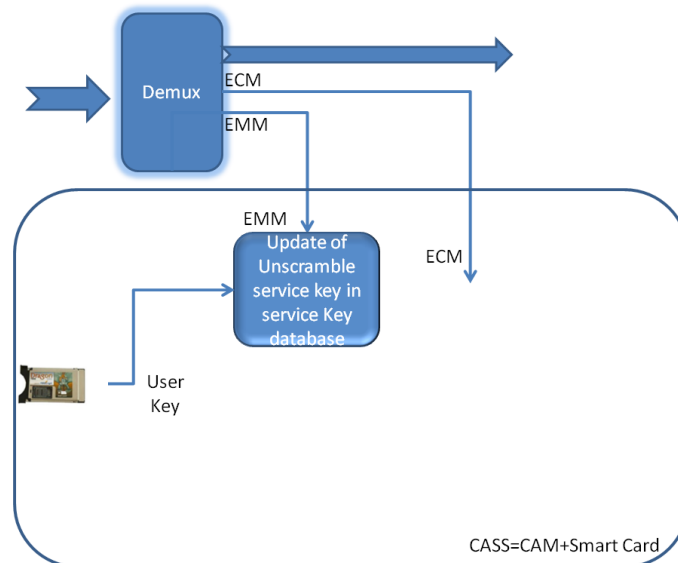 Demux
ECM
EMM
EMM
Update of
Unscramble
service key in
service Key
database
ECM
User
Key
CASS=CAM+Smart Card